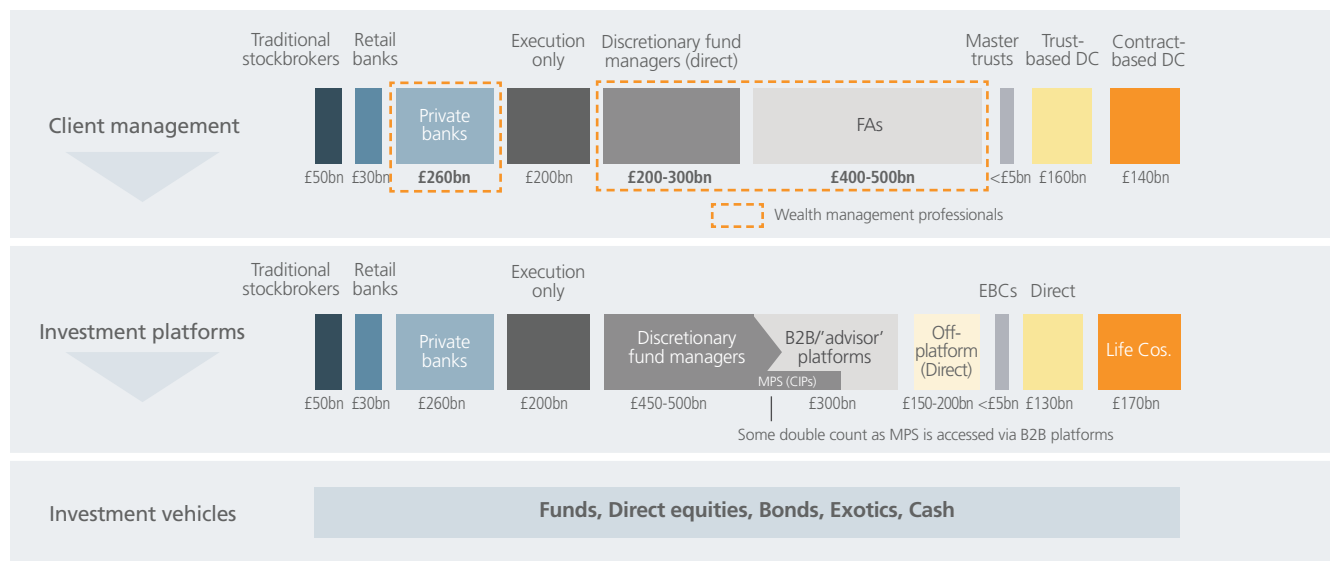 Traditional
stockbrokers
Retail
banks
Execution
only
Discretionary fund
managers (direct)
Master
trusts
Trust-
based DC
Contract-
based DC
Client management
Private
banks
FAs
£50bn £30bn £260bn £200bn £200-300bn £400-500bn <£5bn £160bn £140bn
Wealth management professionals
Traditional
stockbrokers
Retail
banks
Execution
only
EBCs Direct
Investment platforms
Private
banks
Discretionary
fund managers
B2B/'advisor'
platforms
MPS (CIPs)
Off-
platform
(Direct)
Life Cos.
£50bn £30bn £260bn £200bn £450-500bn £300bn £150-200bn <£5bn £130bn £170bn
Some double count as MPS is accessed via B2B platforms
Investment vehicles
Funds, Direct equities, Bonds, Exotics, Cash